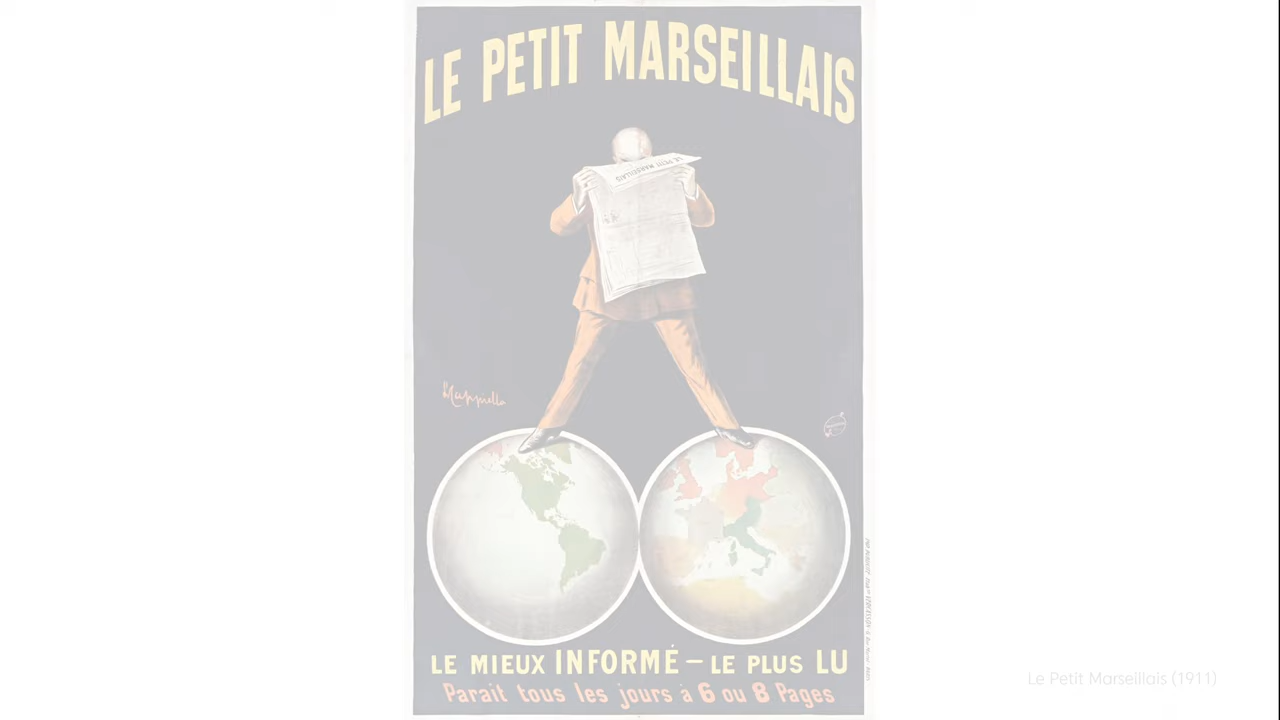 LE PETIT MARSEILLAIS
LE PETIT MARSEILLAIS
Cappiello
LE MIEUX INFORMÉ – LE PLUS LU
Parait tous les jours à 6 ou 8 Pages
Le Petit Marseillais (1911)